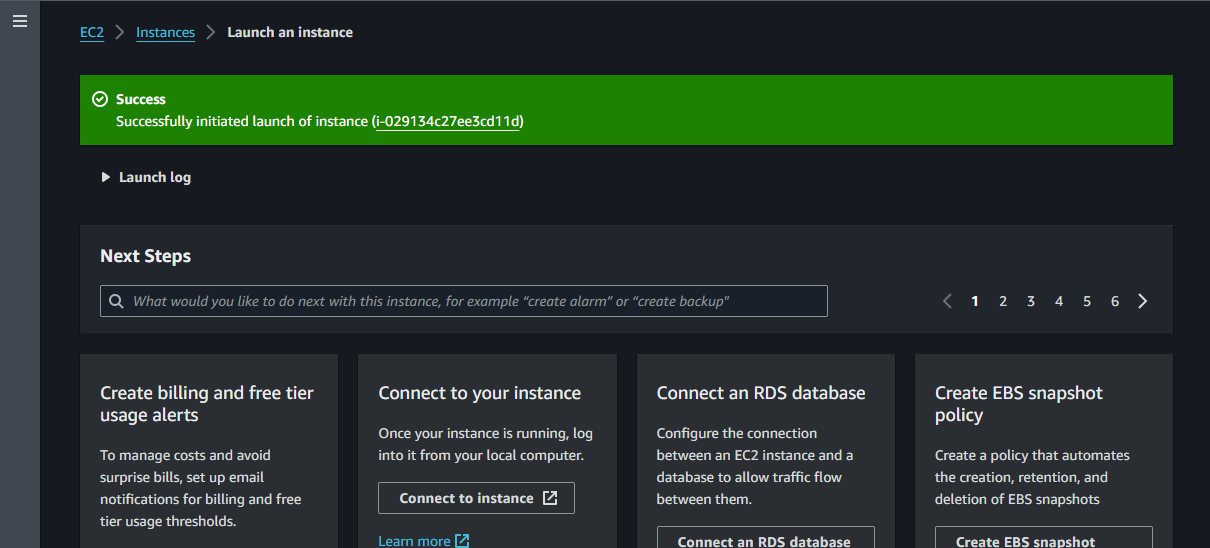 EC2 Instances Launch an instance
Success
Successfully initiated launch of instance (i-029134c27ee3cd11d)
Launch log
Next Steps
What would you like to do next with this instance, for example “create alarm” or “create backup"
1 2 3 4 5 6
Create billing and free tier
usage alerts
To manage costs and avoid
surprise bills, set up email
notifications for billing and free
tier usage thresholds.
Connect to your instance
Once your instance is running, log
into it from your local computer.
Connect to instance
Learn more
Connect an RDS database
Configure the connection
between an EC2 instance and a
database to allow traffic flow
between them.
Connect an RDS database
Create EBS snapshot
policy
Create a policy that automates
the creation, retention, and
deletion of EBS snapshots
Create EBS snapshot